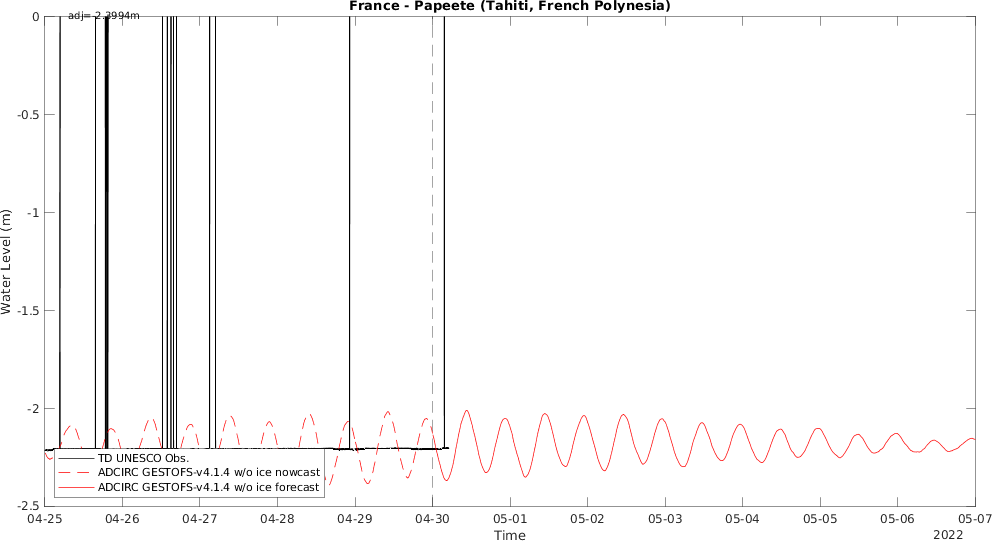 France - Papeete (Tahiti, French Polynesia)
adj=-2.3994m
Water Level (m)
0
-0.5
-1
-1.5
-2
-2.5
TD UNESCO Obs.
ADCIRC GESTOFS-v4.1.4 w/o ice nowcast
ADCIRC GESTOFS-v4.1.4 w/o ice forecast
04-25 04-26 04-27 04-28 04-29 04-30 05-01 05-02 05-03 05-04 05-05 05-06 05-07
Time
2022